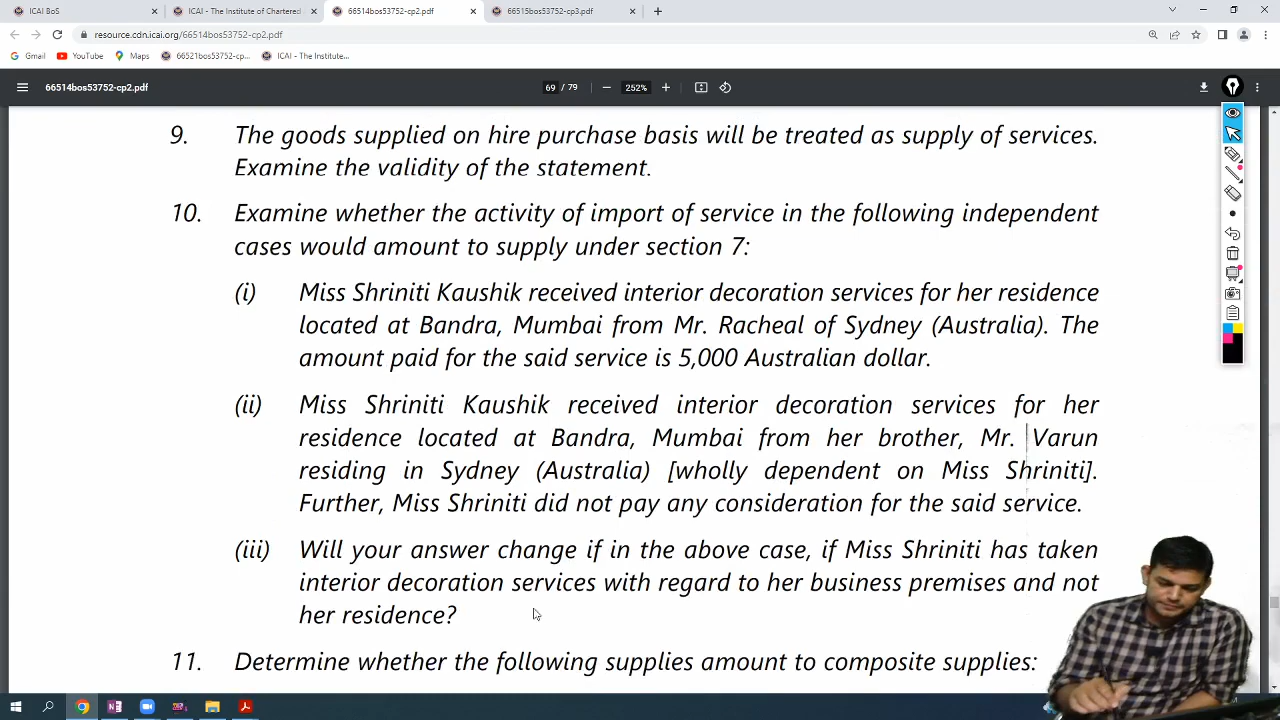 ICAI BoS
ICAI - The Institute of Chartered
66514bos53752-cp2.pdf
66515bos53752-cp3.pdf
resource.cdn.icai.org/66514bos53752-cp2.pdf
Gmail
YouTube
Maps
66521bos53752-cp...
ICAI - The Institute...
66514bos53752-cp2.pdf
69 / 79
252%
9. The goods supplied on hire purchase basis will be treated as supply of services.
Examine the validity of the statement.
10. Examine whether the activity of import of service in the following independent
cases would amount to supply under section 7:
(i) Miss Shriniti Kaushik received interior decoration services for her residence
located at Bandra, Mumbai from Mr. Racheal of Sydney (Australia). The
amount paid for the said service is 5,000 Australian dollar.
(ii) Miss Shriniti Kaushik received interior decoration services for her
residence located at Bandra, Mumbai from her brother, Mr. Varun
residing in Sydney (Australia) [wholly dependent on Miss Shriniti].
Further, Miss Shriniti did not pay any consideration for the said service.
(iii) Will your answer change if in the above case, if Miss Shriniti has taken
interior decoration services with regard to her business premises and not
her residence?
11. Determine whether the following supplies amount to composite supplies: